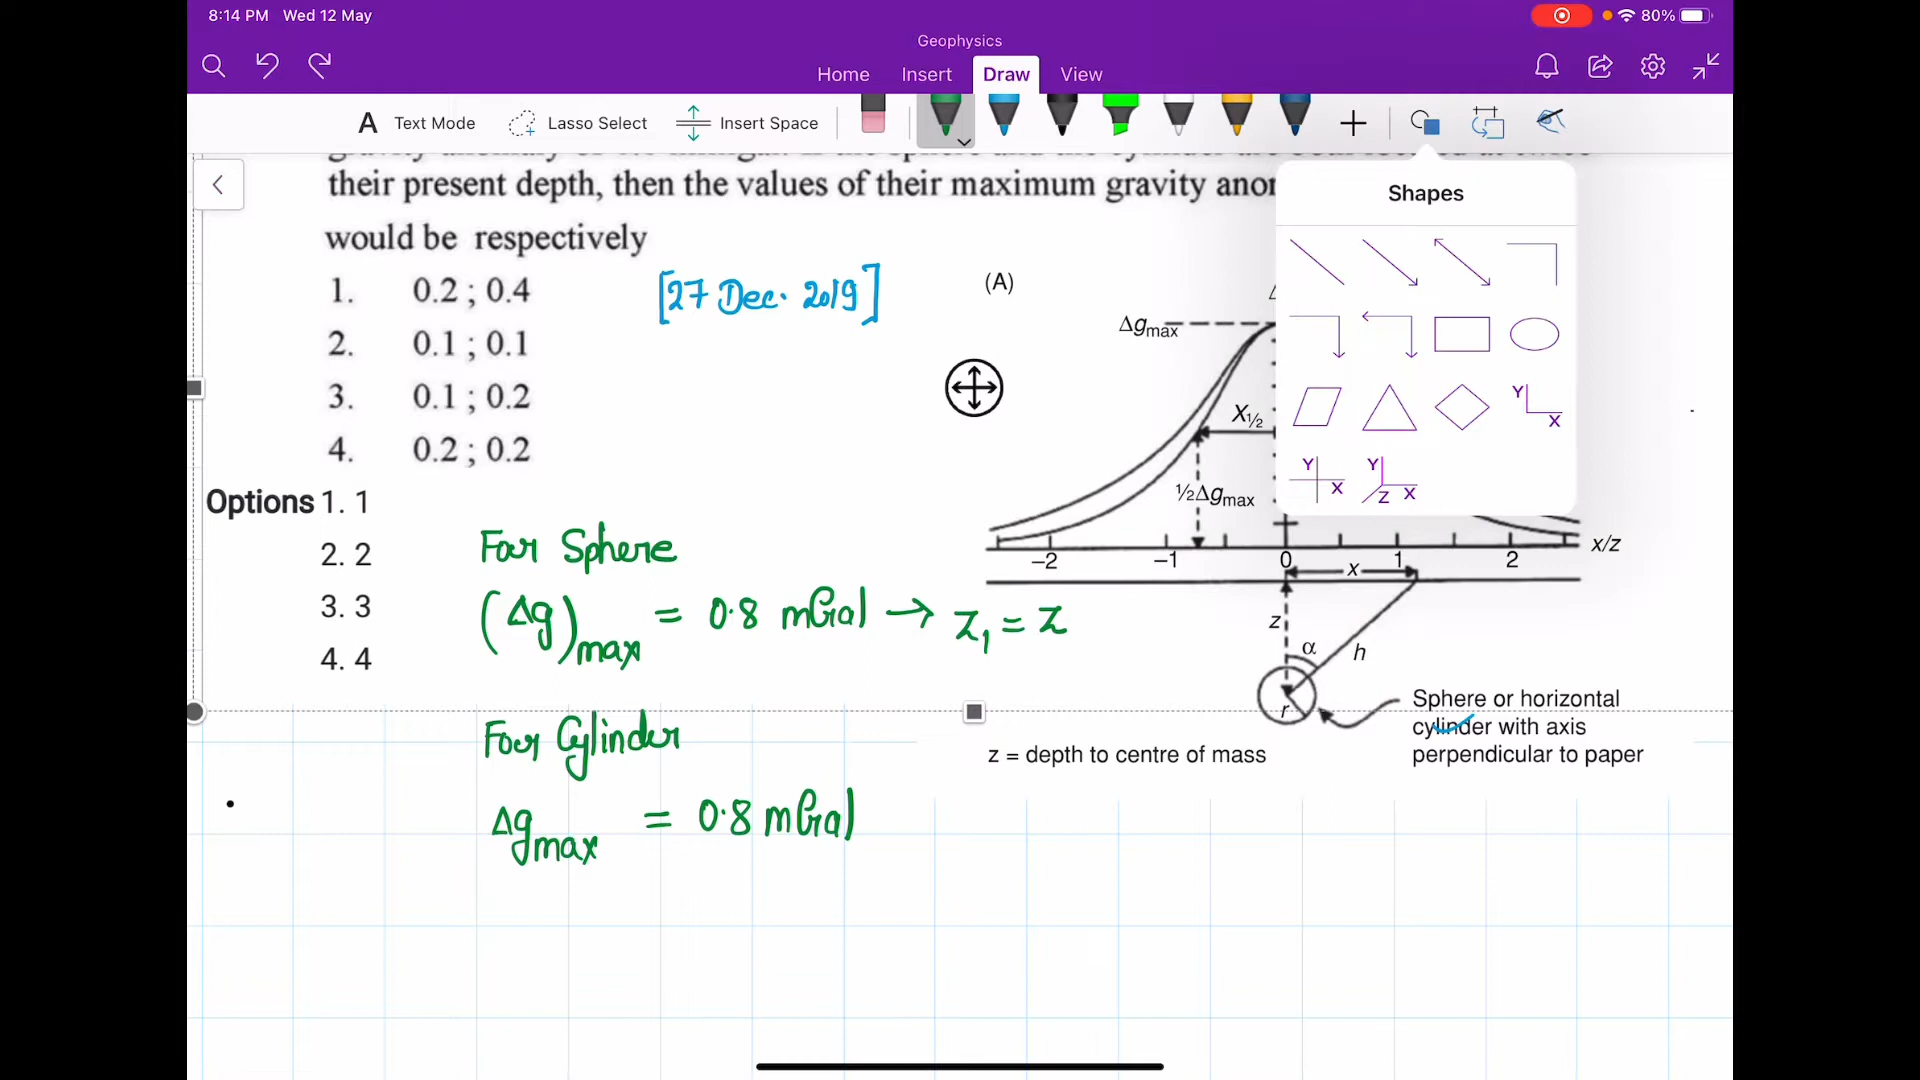 8:14 PM Wed 12 May
80%
Geophysics
Home Insert Draw View
A Text Mode Lasso Select Insert Space
Shapes
their present depth, then the values of their maximum gravity
would be respectively
1. 0.2 ; 0.4
[27 Dec. 2019]
2. 0.1 ; 0.1
3. 0.1 ; 0.2
4. 0.2 ; 0.2
Options 1. 1
2. 2
3. 3
4. 4
(A)
Δgmax
X½
½Δgmax
–2 –1 0 1 2 x/z
x
z
α
h
r
Sphere or horizontal
cylinder with axis
perpendicular to paper
z = depth to centre of mass
Y X
Y X
Y Z X
For Sphere
(Δg)max = 0.8 mGal → z1 = z
For Cylinder
Δgmax = 0.8 mGal